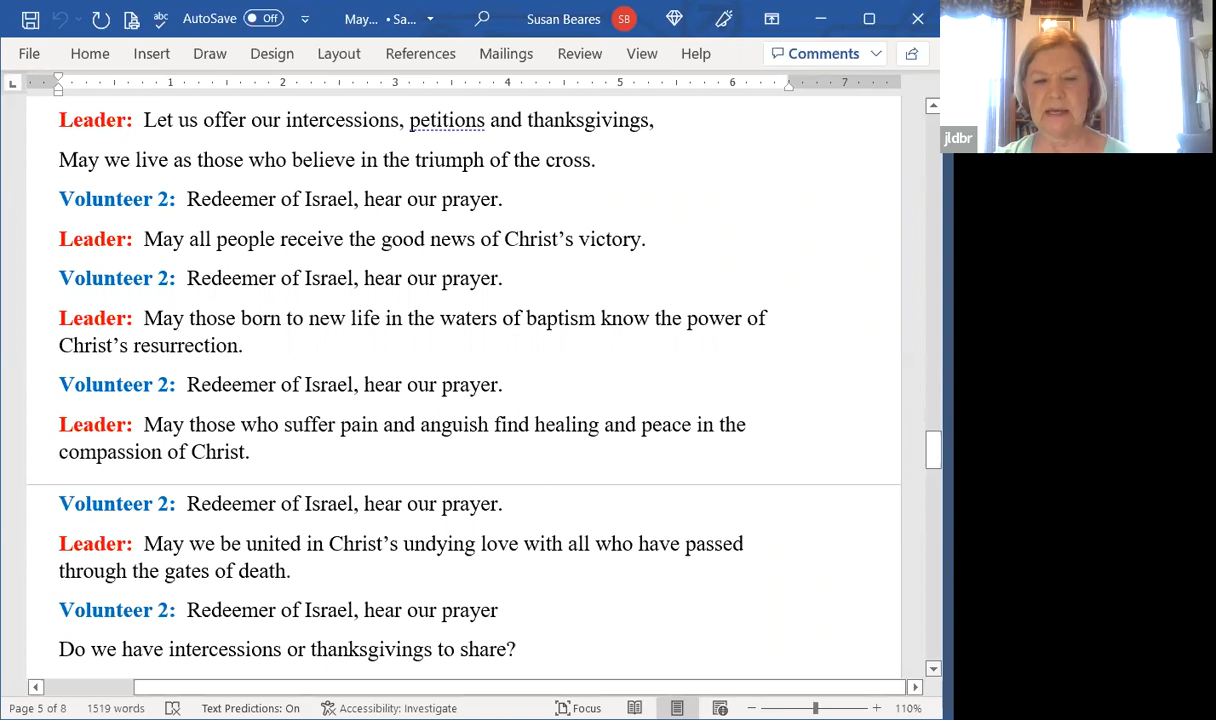 AutoSave Off May... • Sa... Susan Beares SB
File Home Insert Draw Design Layout References Mailings Review View Help Comments
1 2 3 4 5 6 7
Leader: Let us offer our intercessions, petitions and thanksgivings,
May we live as those who believe in the triumph of the cross.
Volunteer 2: Redeemer of Israel, hear our prayer.
Leader: May all people receive the good news of Christ's victory.
Volunteer 2: Redeemer of Israel, hear our prayer.
Leader: May those born to new life in the waters of baptism know the power of
Christ's resurrection.
Volunteer 2: Redeemer of Israel, hear our prayer.
Leader: May those who suffer pain and anguish find healing and peace in the
compassion of Christ.
Volunteer 2: Redeemer of Israel, hear our prayer.
Leader: May we be united in Christ's undying love with all who have passed
through the gates of death.
Volunteer 2: Redeemer of Israel, hear our prayer
Do we have intercessions or thanksgivings to share?
Page 5 of 8 1519 words Text Predictions: On Accessibility: Investigate Focus 110%
jldbr